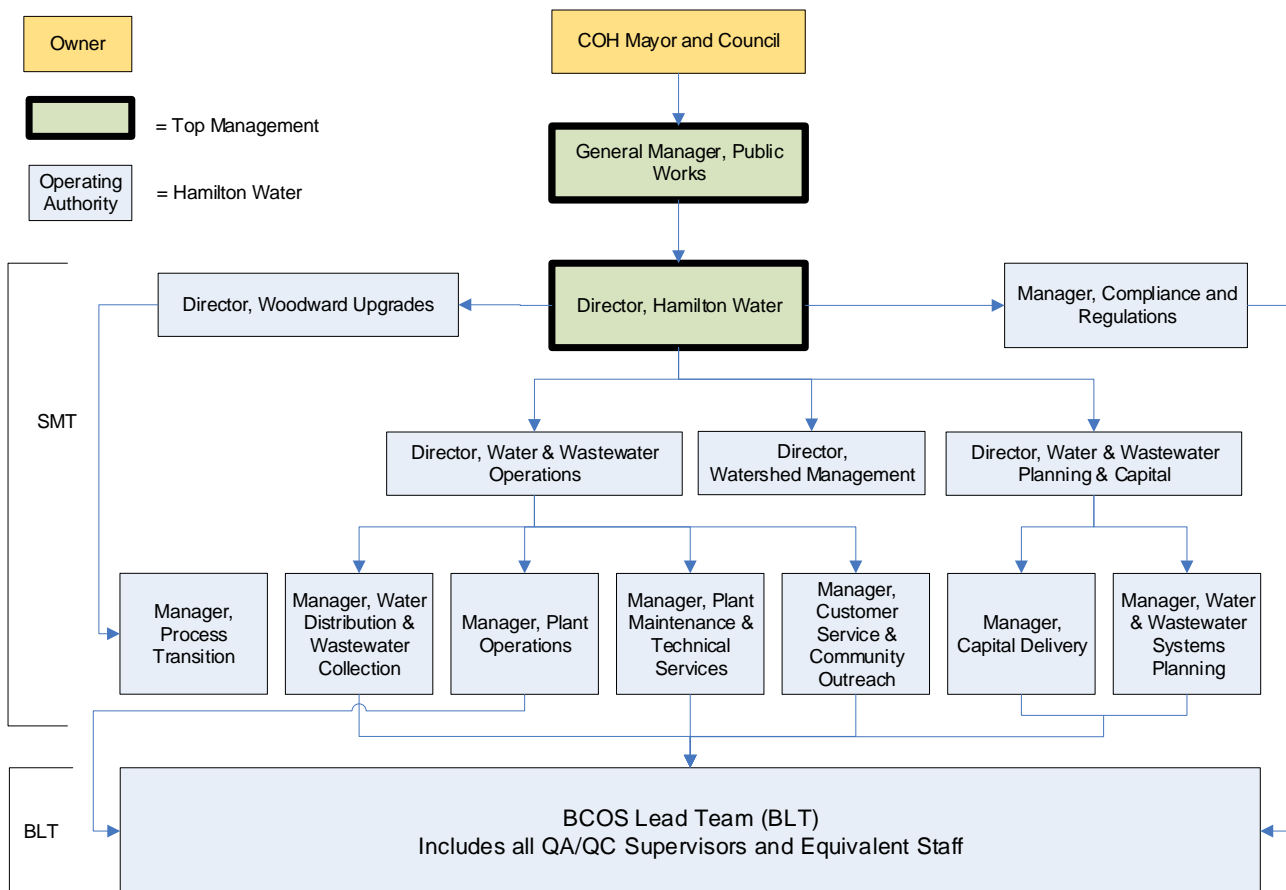 Owner
COH Mayor and Council
= Top Management
General Manager, Public
Works
Operating
Authority
= Hamilton Water
SMT
Director, Woodward Upgrades
Director, Hamilton Water
Manager, Compliance and
Regulations
Director, Water & Wastewater
Operations
Director,
Watershed Management
Director, Water & Wastewater
Planning & Capital
Manager,
Process
Transition
Manager, Water
Distribution &
Wastewater
Collection
Manager, Plant
Operations
Manager, Plant
Maintenance &
Technical
Services
Manager,
Customer
Service &
Community
Outreach
Manager,
Capital Delivery
Manager, Water
& Wastewater
Systems
Planning
BLT
BCOS Lead Team (BLT)
Includes all QA/QC Supervisors and Equivalent Staff